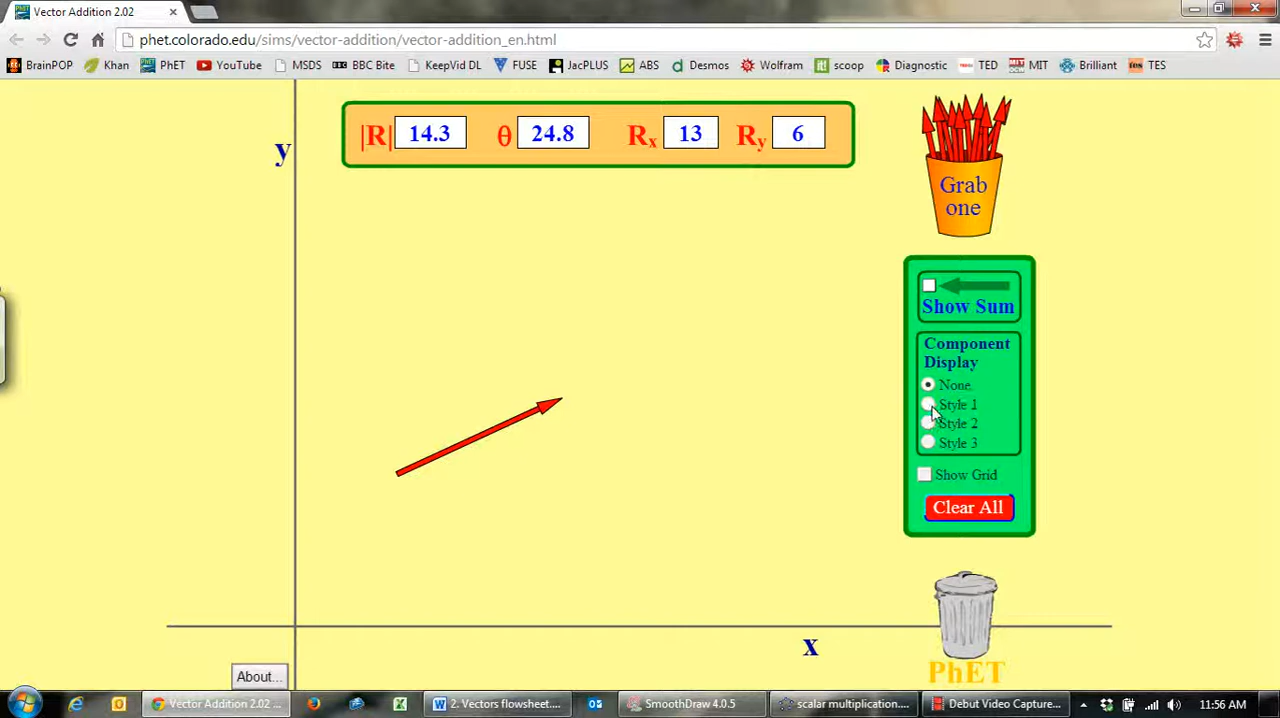 Vector Addition 2.02
phet.colorado.edu/sims/vector-addition/vector-addition_en.html
BrainPOP Khan PhET YouTube MSDS BBC Bite KeepVid DL FUSE JacPLUS ABS Desmos Wolfram scoop Diagnostic TED MIT Brilliant TES
|R| 14.3 θ 24.8 Rx 13 Ry 6
y
Grab
one
Show Sum
Component
Display
None
Style 1
Style 2
Style 3
Show Grid
Clear All
x
PhET
About...
Vector Addition 2.02 ... 2. Vectors flowsheet.... SmoothDraw 4.0.5 scalar multiplication.... Debut Video Capture... 11:56 AM